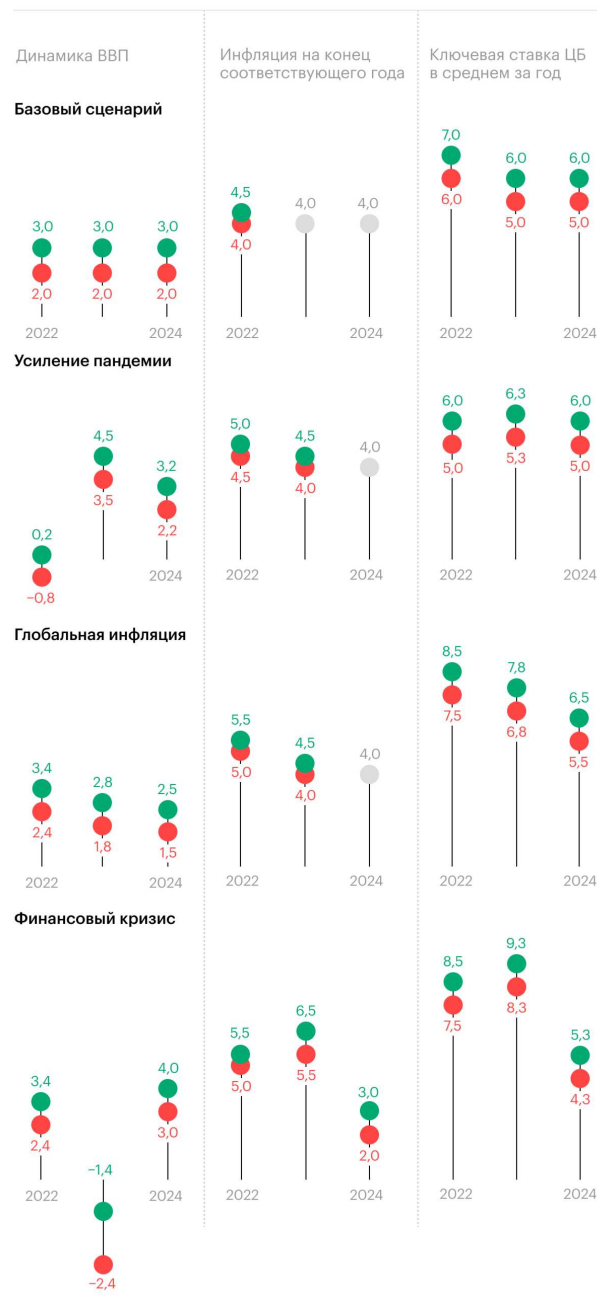 Динамика ВВП
Инфляция на конец
соответствующего года
Ключевая ставка ЦБ
в среднем за год
Базовый сценарий
3,0 3,0 3,0
2,0 2,0 2,0
2022 2024
4,5 4,0 4,0
4,0
2022 2024
7,0 6,0 6,0
6,0 5,0 5,0
2022 2024
Усиление пандемии
0,2 4,5 3,2
−0,8 3,5 2,2
2024
5,0 4,5 4,0
4,5 4,0
2022 2024
6,0 6,3 6,0
5,0 5,3 5,0
2022 2024
Глобальная инфляция
3,4 2,8 2,5
2,4 1,8 1,5
2022 2024
5,5 4,5 4,0
5,0 4,0
2022 2024
8,5 7,8 6,5
7,5 6,8 5,5
2022 2024
Финансовый кризис
3,4 −1,4 4,0
2,4 −2,4 3,0
2022 2024
5,5 6,5 3,0
5,0 5,5 2,0
2022 2024
8,5 9,3 5,3
7,5 8,3 4,3
2022 2024